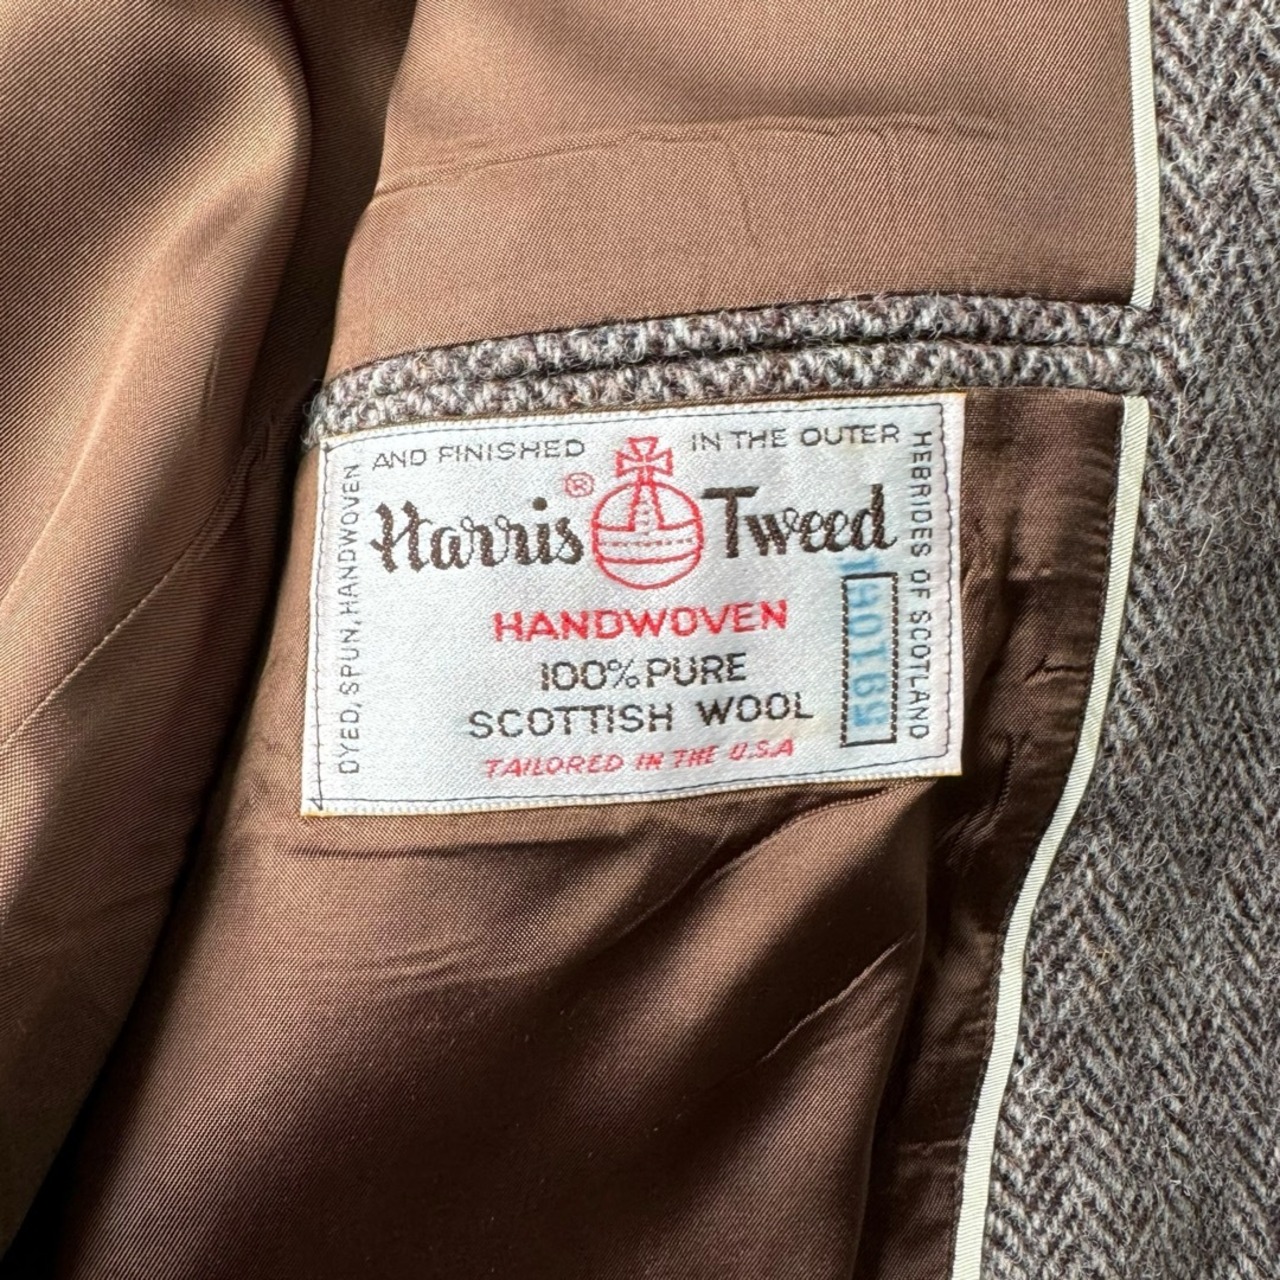 DYED, SPUN, HANDWOVEN
AND FINISHED
IN THE OUTER
HEBRIDES OF SCOTLAND
Harris® Tweed
HANDWOVEN
100% PURE
SCOTTISH WOOL
TAILORED IN THE U.S.A